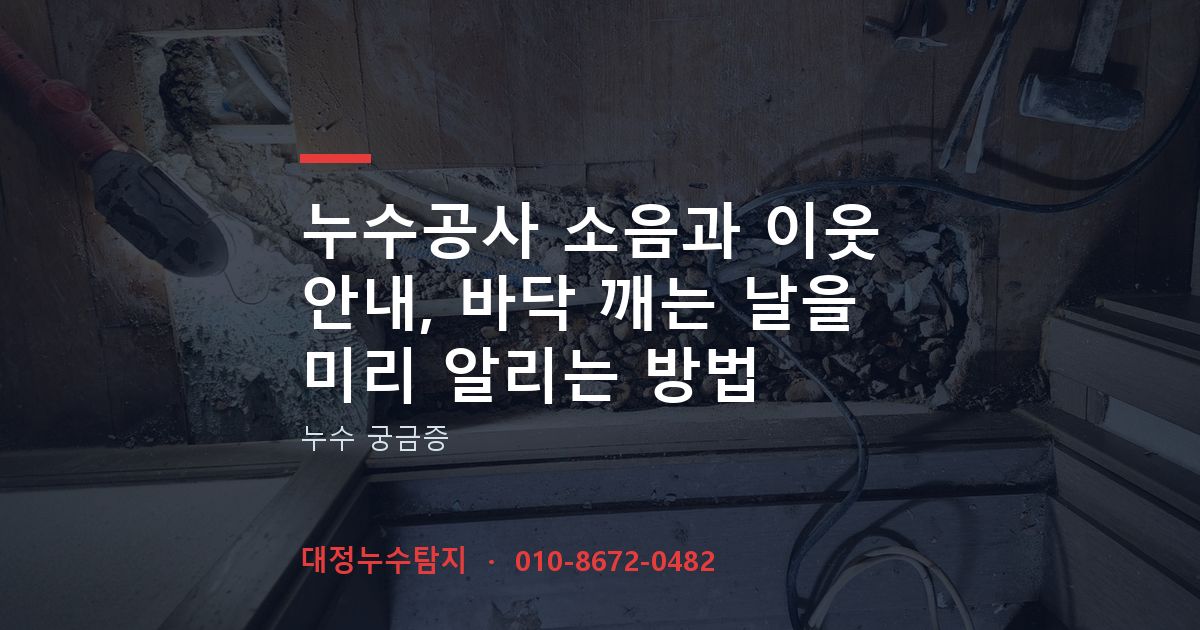 누수공사 소음과 이웃
안내, 바닥 깨는 날을
미리 알리는 방법
누수 궁금증
대정누수탐지 · 010-8672-0482